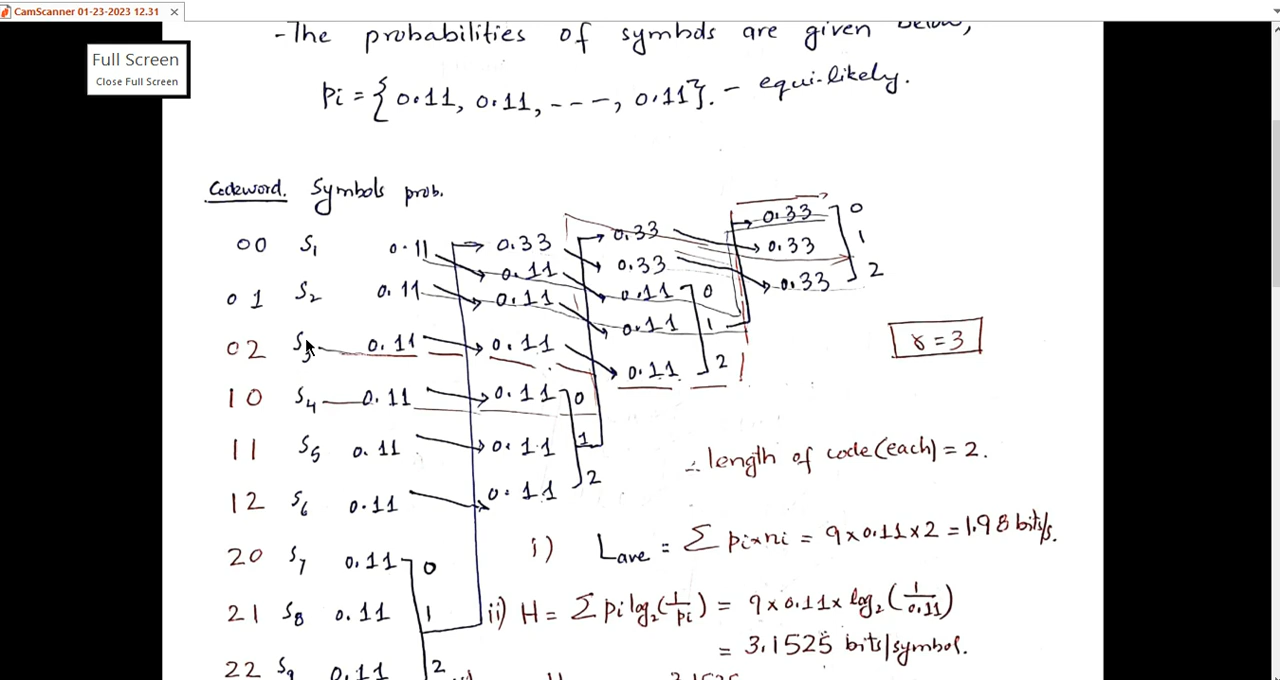 CamScanner 01-23-2023 12.31
- The probabilities of symbols are given below,
Full Screen
Close Full Screen
Pi = {0.11, 0.11, ---, 0.11}. - equi-likely.
Codeword. Symbols prob.
00 S1 0.11 0.33 0.33 0.33 0
0.11 0.33 0.33 1
01 S2 0.11 0.11 0.11 0 0.33 2
0.11 1
02 S3 0.11 0.11 0.11 2 r = 3
10 S4 0.11 0.11 0
11 S5 0.11 0.11 1 ∴ length of code (each) = 2.
12 S6 0.11 0.11 2
20 S7 0.11 0 i) Lave = Σ pi×ni = 9×0.11×2 = 1.98 bits/s.
21 S8 0.11 1 ii) H = Σ pi log2(1/pi) = 9×0.11×log2(1/0.11)
= 3.1525 bits/symbol.
22 S9 0.11 2